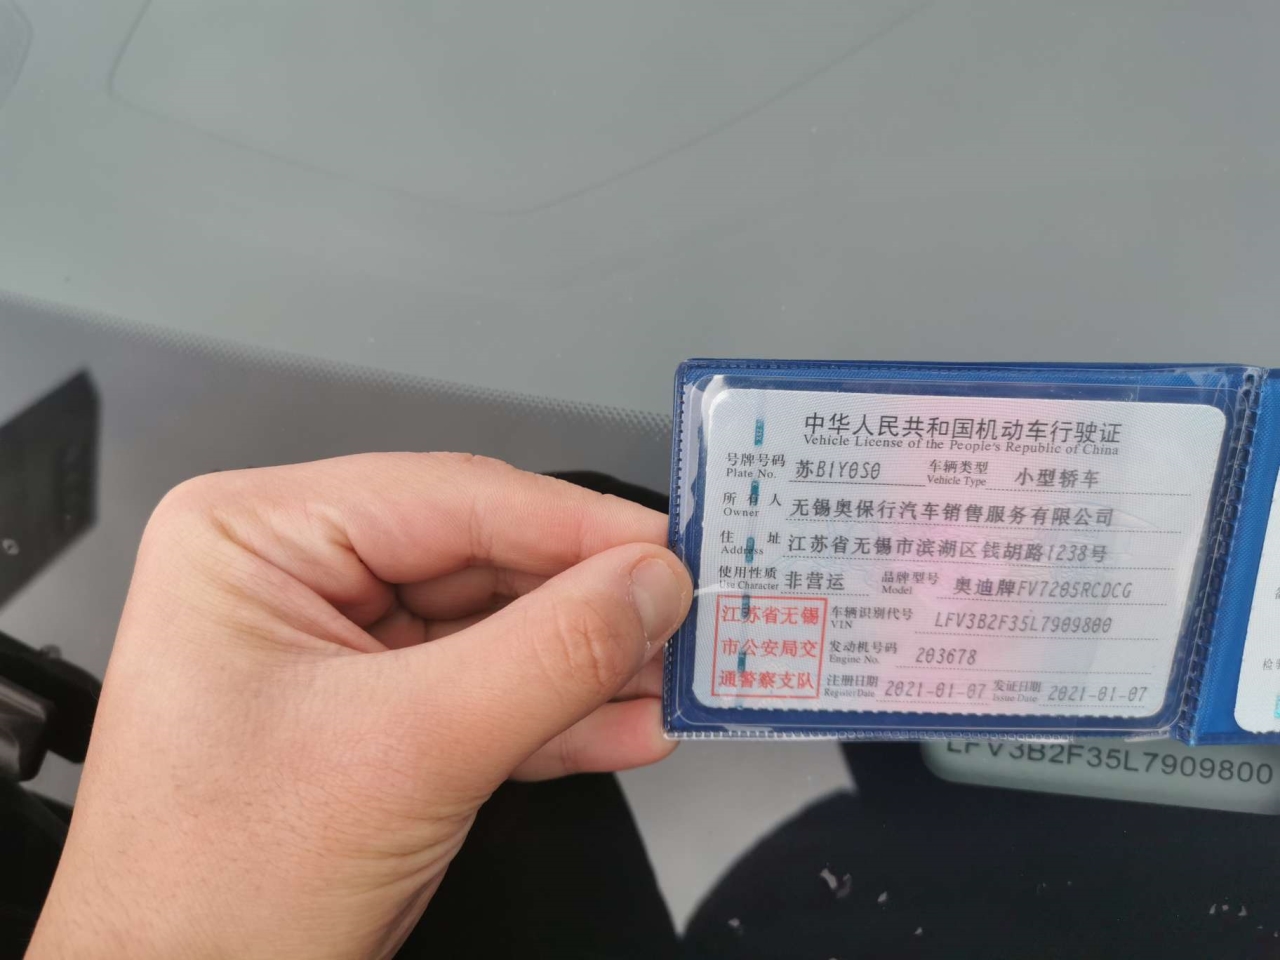 中华人民共和国机动车行驶证
Vehicle License of the People's Republic of China
号牌号码 苏B1Y0S0 车辆类型 小型轿车
Plate No. Vehicle Type
所有人 无锡奥保行汽车销售服务有限公司
Owner
住址 江苏省无锡市滨湖区钱胡路1238号
Address
使用性质 非营运 品牌型号 奥迪牌FV7205RCDCG
Use Character Model
江苏省无锡
市公安局交
通警察支队
车辆识别代号 LFV3B2F35L7909800
VIN
发动机号码 203678
Engine No.
注册日期 2021-01-07 发证日期 2021-01-07
Register Date Issue Date
LFV3B2F35L7909800